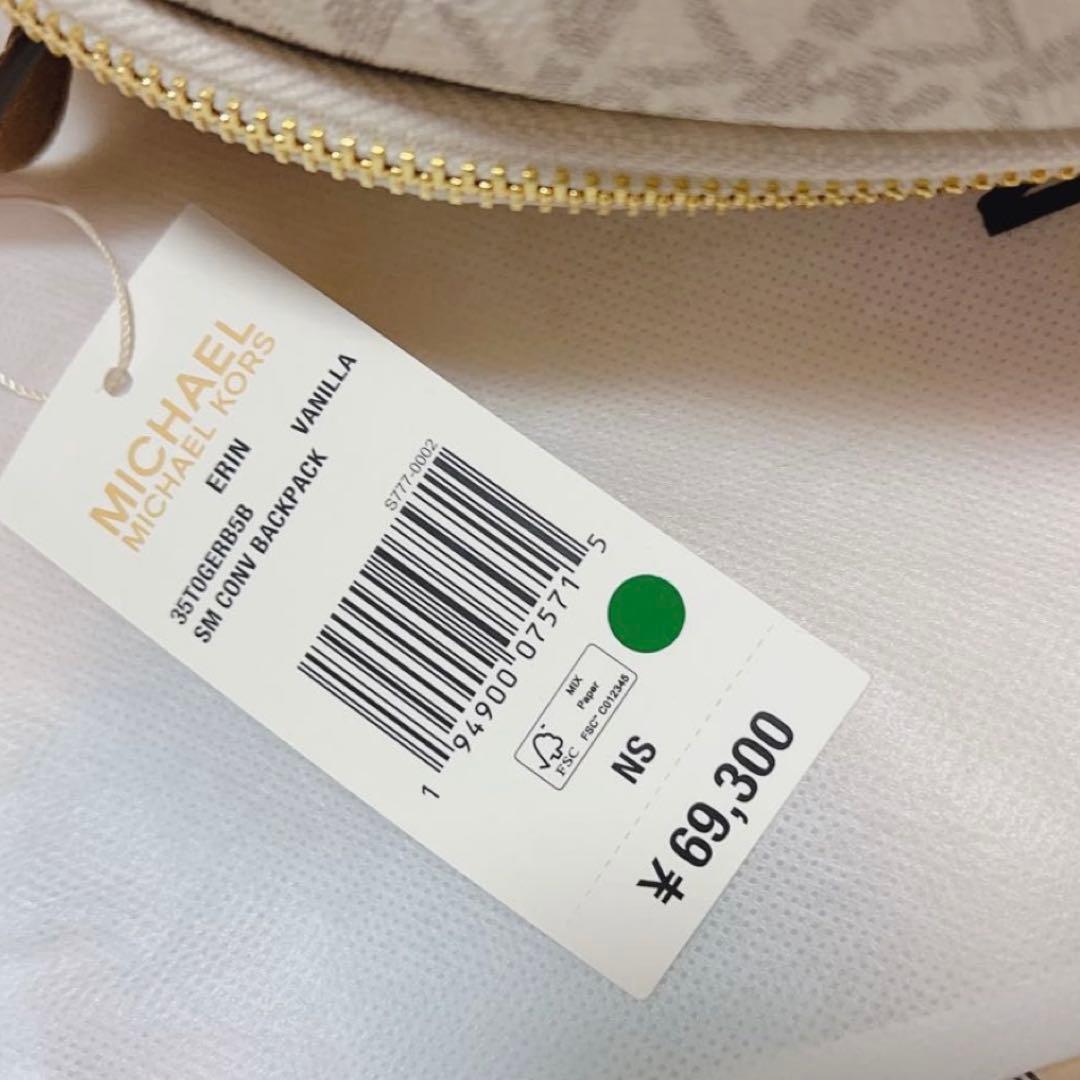 MICHAEL
MICHAEL KORS
ERIN VANILLA
35T0GERB5B
SM CONV BACKPACK
S777-0002
1 94900 07571 5
FSC
MIX
Paper
FSC™ C012345
NS
¥69,300